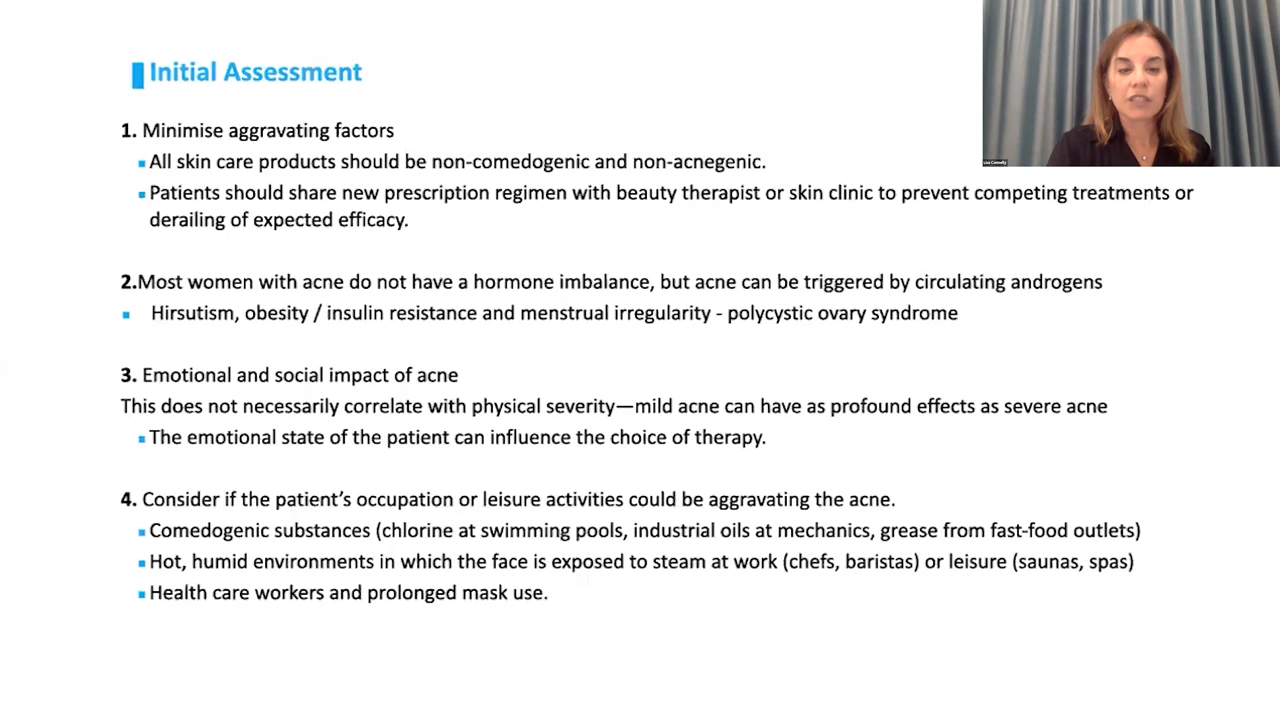 Initial Assessment
1. Minimise aggravating factors
All skin care products should be non-comedogenic and non-acnegenic.
Patients should share new prescription regimen with beauty therapist or skin clinic to prevent competing treatments or
derailing of expected efficacy.
2.Most women with acne do not have a hormone imbalance, but acne can be triggered by circulating androgens
Hirsutism, obesity / insulin resistance and menstrual irregularity - polycystic ovary syndrome
3. Emotional and social impact of acne
This does not necessarily correlate with physical severity—mild acne can have as profound effects as severe acne
The emotional state of the patient can influence the choice of therapy.
4. Consider if the patient’s occupation or leisure activities could be aggravating the acne.
Comedogenic substances (chlorine at swimming pools, industrial oils at mechanics, grease from fast-food outlets)
Hot, humid environments in which the face is exposed to steam at work (chefs, baristas) or leisure (saunas, spas)
Health care workers and prolonged mask use.